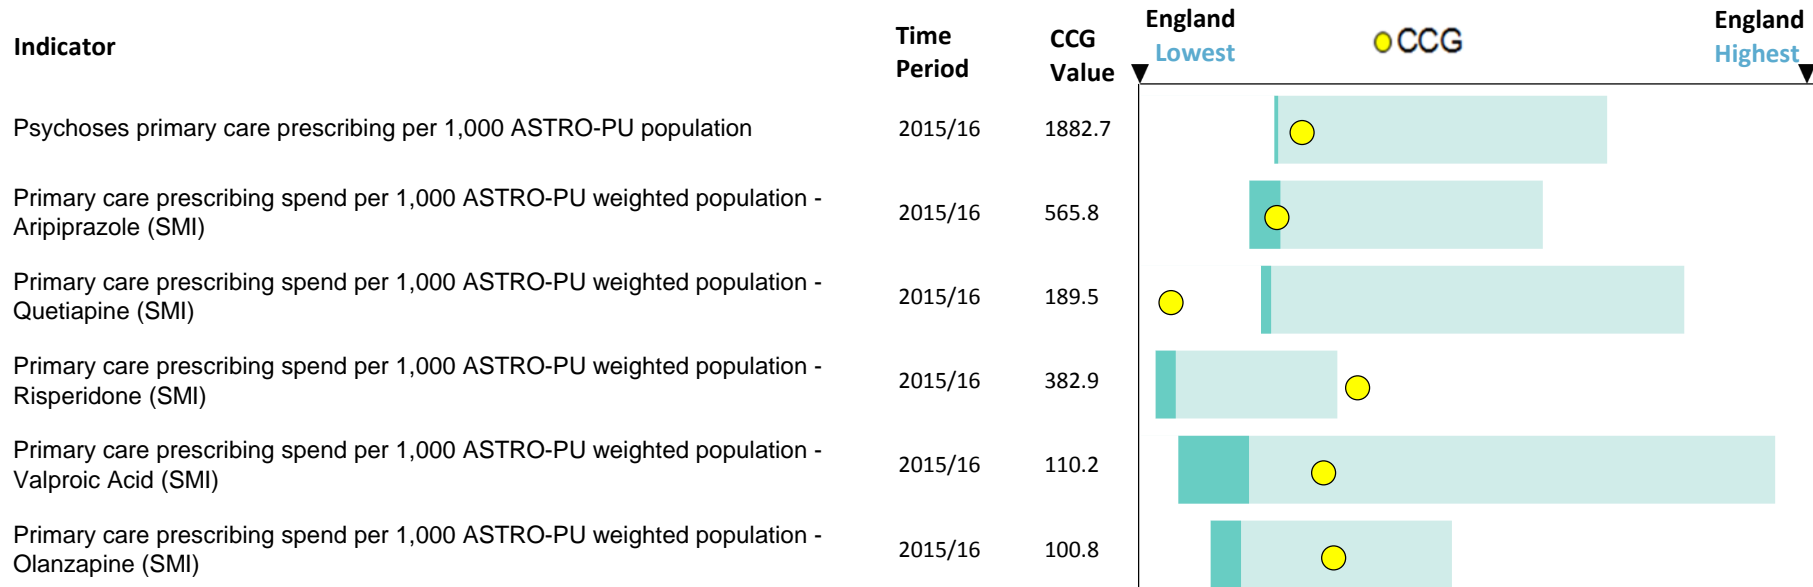 Indicator
Time
Period
CCG
Value
England
Lowest
CCG
England
Highest
Psychoses primary care prescribing per 1,000 ASTRO-PU population
2015/16
1882.7
Primary care prescribing spend per 1,000 ASTRO-PU weighted population -
Aripiprazole (SMI)
2015/16
565.8
Primary care prescribing spend per 1,000 ASTRO-PU weighted population -
Quetiapine (SMI)
2015/16
189.5
Primary care prescribing spend per 1,000 ASTRO-PU weighted population -
Risperidone (SMI)
2015/16
382.9
Primary care prescribing spend per 1,000 ASTRO-PU weighted population -
Valproic Acid (SMI)
2015/16
110.2
Primary care prescribing spend per 1,000 ASTRO-PU weighted population -
Olanzapine (SMI)
2015/16
100.8